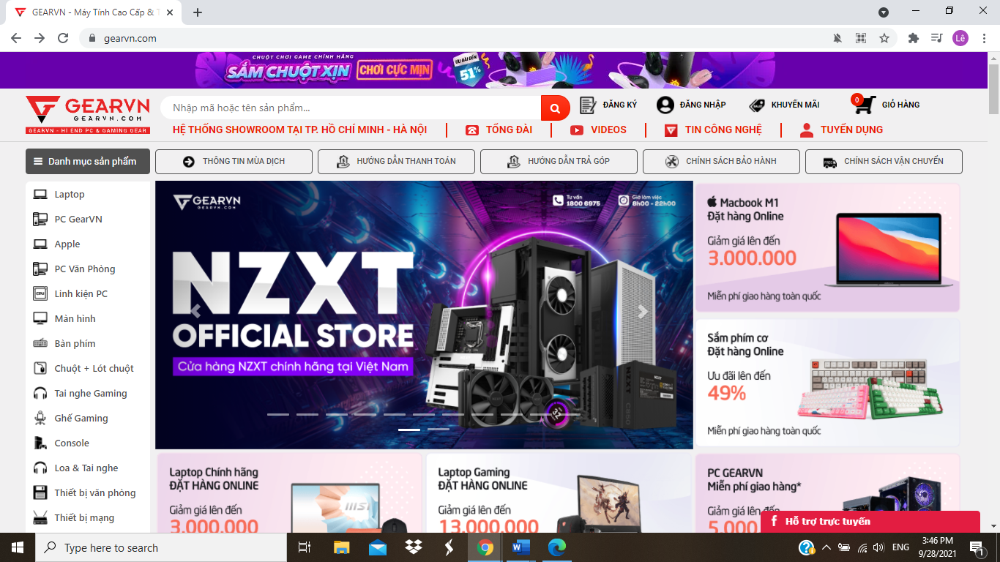 GEARVN - Máy Tính Cao Cấp & T
gearvn.com
Lê
CHUỘT CHƠI GAME CHÍNH HÃNG
SẮM CHUỘT XỊN
CHƠI CỰC MỊN
ƯU ĐÃI ĐẾN
51%
GEARVN
GEARVN.COM
GEARVN - HI END PC & GAMING GEAR
Nhập mã hoặc tên sản phẩm...
ĐĂNG KÝ
ĐĂNG NHẬP
KHUYẾN MÃI
0
GIỎ HÀNG
HỆ THỐNG SHOWROOM TẠI TP. HỒ CHÍ MINH - HÀ NỘI
TỔNG ĐÀI
VIDEOS
TIN CÔNG NGHỆ
TUYỂN DỤNG
Danh mục sản phẩm
THÔNG TIN MÙA DỊCH
HƯỚNG DẪN THANH TOÁN
HƯỚNG DẪN TRẢ GÓP
CHÍNH SÁCH BẢO HÀNH
CHÍNH SÁCH VẬN CHUYỂN
Laptop
PC GearVN
Apple
PC Văn Phòng
Linh kiện PC
Màn hình
Bàn phím
Chuột + Lót chuột
Tai nghe Gaming
Ghế Gaming
Console
Loa & Tai nghe
Thiết bị văn phòng
Thiết bị mạng
GEARVN
GEARVN.COM
Tư vấn
1800 6975
Giờ làm việc
8h00 - 22h00
NZXT
OFFICIAL STORE
Cửa hàng NZXT chính hãng tại Việt Nam
Macbook M1
Đặt hàng Online
Giảm giá lên đến
3.000.000
Miễn phí giao hàng toàn quốc
Sắm phím cơ
Đặt hàng Online
Ưu đãi lên đến
49%
Miễn phí giao hàng toàn quốc
Laptop Chính hãng
ĐẶT HÀNG ONLINE
Giảm giá lên đến
3.000.000
msi
Laptop Gaming
ĐẶT HÀNG ONLINE
Giảm giá lên đến
13.000.000
PC GEARVN
Miễn phí giao hàng*
Giảm giá lên đến
5.000
Hỗ trợ trực tuyến
Type here to search
ENG
3:46 PM
9/28/2021
1